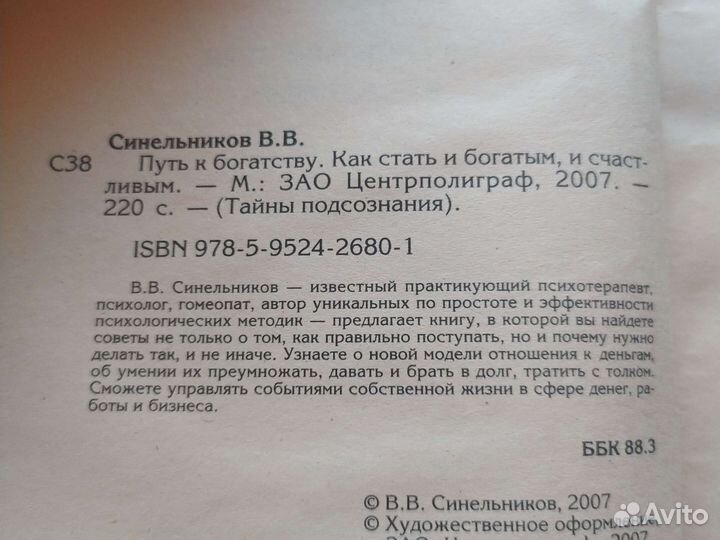 Синельников В.В.
С38 Путь к богатству. Как стать и богатым, и счаст-
ливым. — М.: ЗАО Центрполиграф, 2007. —
220 с. — (Тайны подсознания).
ISBN 978-5-9524-2680-1
В.В. Синельников — известный практикующий психотерапевт,
психолог, гомеопат, автор уникальных по простоте и эффективности
психологических методик — предлагает книгу, в которой вы найдете
советы не только о том, как правильно поступать, но и почему нужно
делать так, и не иначе. Узнаете о новой модели отношения к деньгам,
об умении их преумножать, давать и брать в долг, тратить с толком.
Сможете управлять событиями собственной жизни в сфере денег, ра-
боты и бизнеса.
ББК 88.3
© В.В. Синельников, 2007
© Художественное
2007
Avito